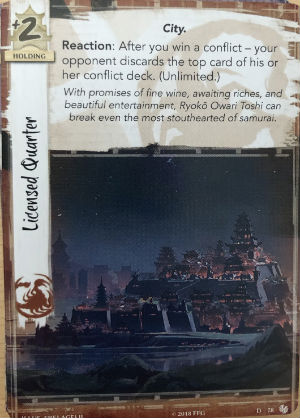 +2
HOLDING
City.
Reaction: After you win a conflict – your
opponent discards the top card of his or
her conflict deck. (Unlimited.)
With promises of fine wine, awaiting riches, and
beautiful entertainment, Ryokō Owari Toshi can
break even the most stouthearted of samurai.
Licensed Quarter
© 2018 FFG
D
28